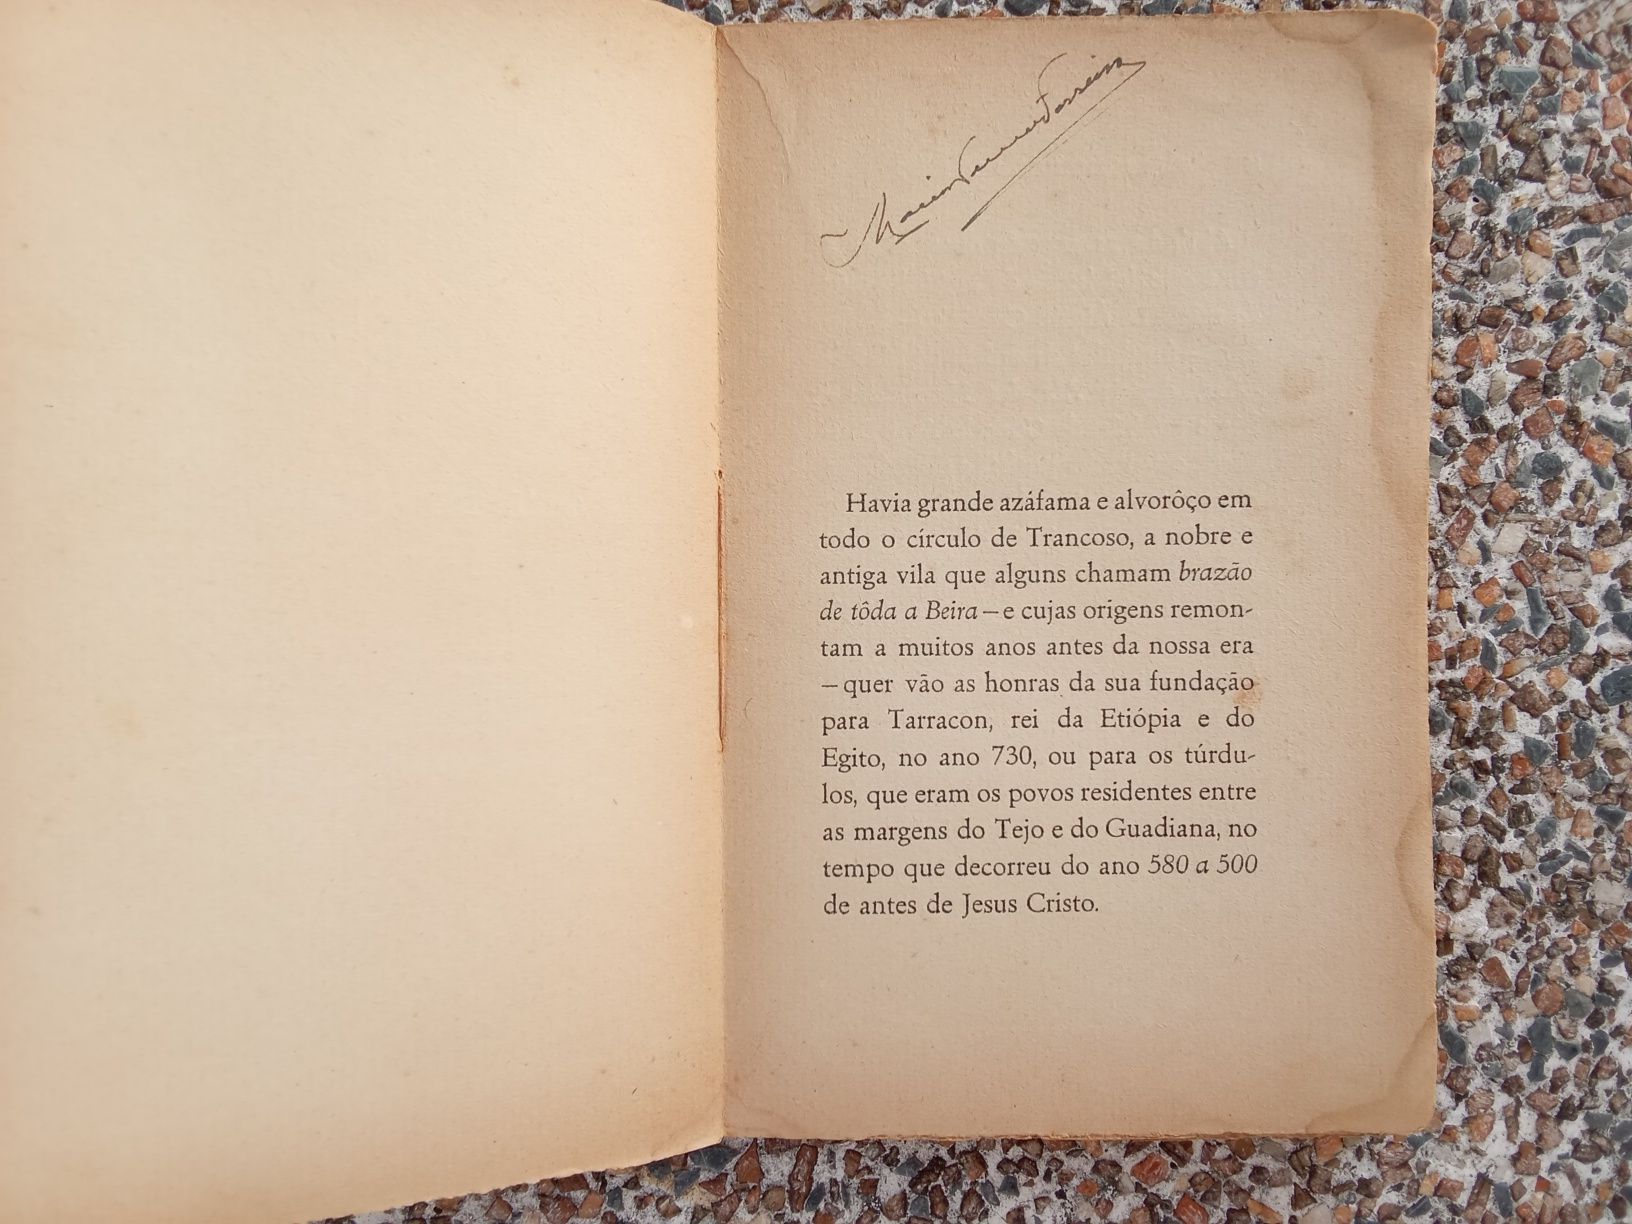 Havia grande azáfama e alvorôço em
todo o círculo de Trancoso, a nobre e
antiga vila que alguns chamam brazão
de tôda a Beira — e cujas origens remon-
tam a muitos anos antes da nossa era
— quer vão as honras da sua fundação
para Tarracon, rei da Etiópia e do
Egito, no ano 730, ou para os túrdu-
los, que eram os povos residentes entre
as margens do Tejo e do Guadiana, no
tempo que decorreu do ano 580 a 500
de antes de Jesus Cristo.